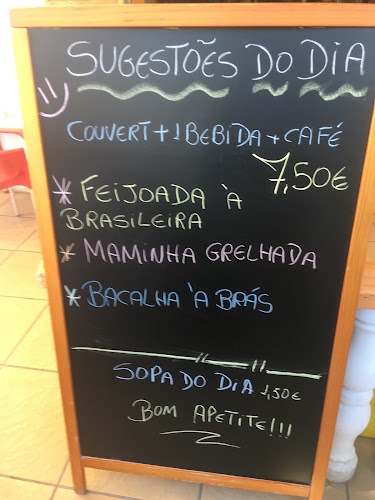 SUGESTÕES DO DIA
COUVERT + 1 BEBIDA + CAFÉ
7,50€
* FEIJOADA À
BRASILEIRA
* MAMINHA GRELHADA
* BACALHA 'A BRÁS
SOPA DO DIA 1,50€
BOM APETITE!!!